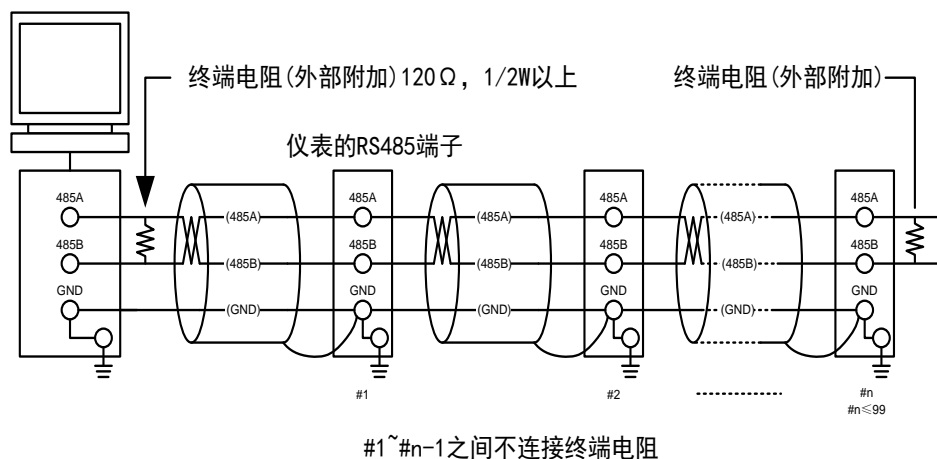 终端电阻(外部附加)120Ω, 1/2W以上
终端电阻(外部附加)
仪表的RS485端子
485A
(485A)
485A
(485A)
485A
(485A)
485A
485B
(485B)
485B
(485B)
485B
(485B)
485B
GND
(GND)
GND
(GND)
GND
(GND)
GND
#1
#2
#n
#n≤99
#1~#n-1之间不连接终端电阻